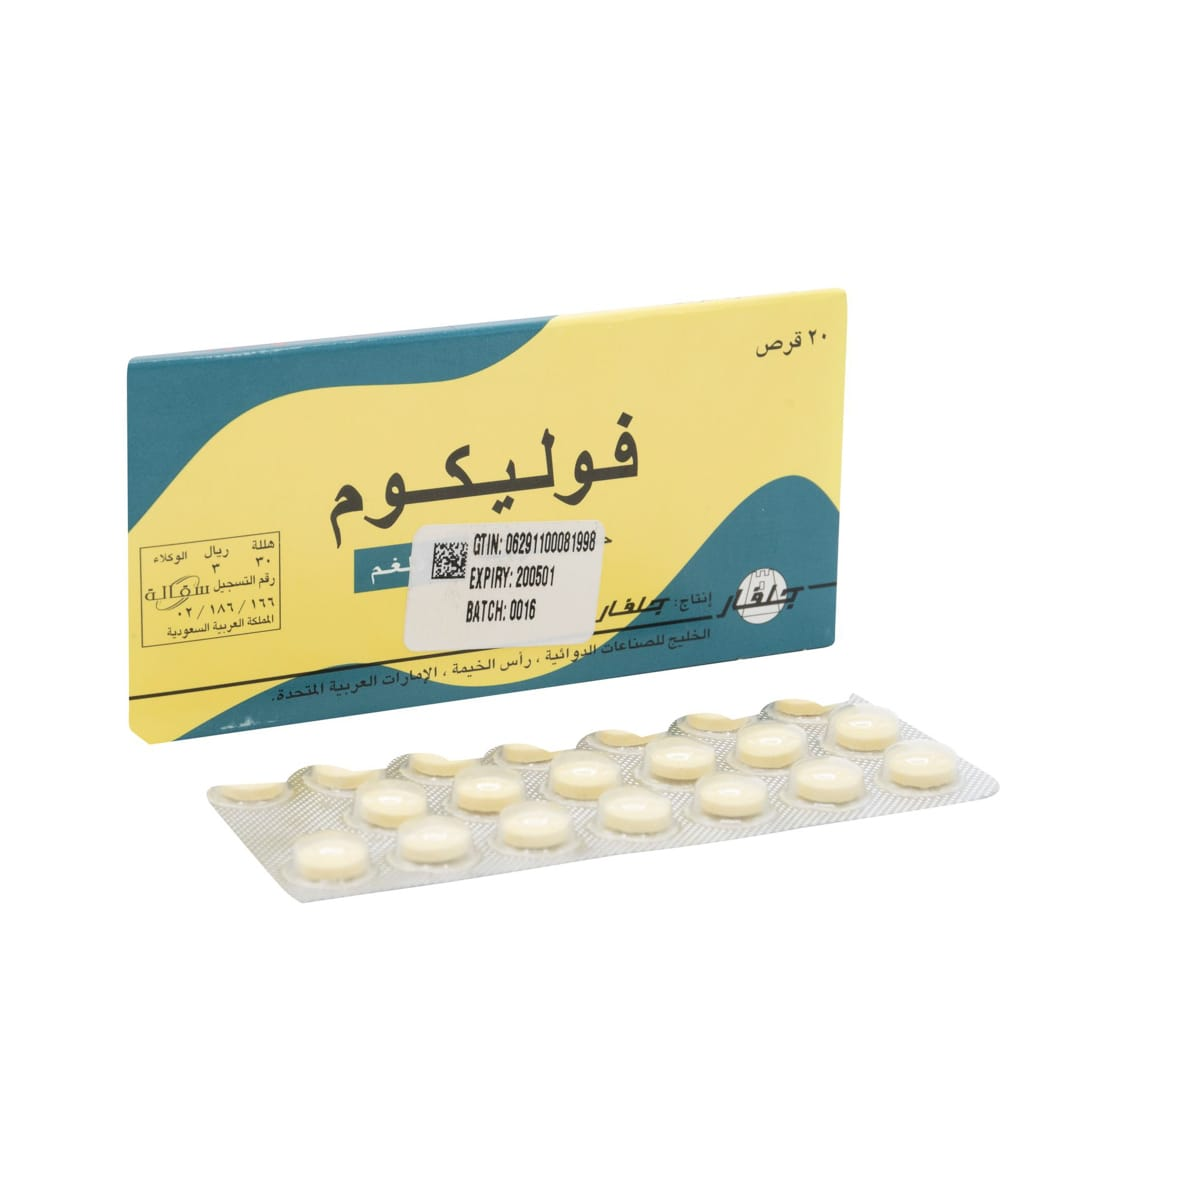 ٢٠ قرص
فوليكوم
لغم
GTIN: 06291100081998
EXPIRY: 200501
BATCH: 0016
هللة ريال الوكلاء
٣٠ ٣
رقم التسجيل سقالة
١٦٦ / ١٨٦ / ٠٢
المملكة العربية السعودية
جلفار
إنتاج: جلفار
الخليج للصناعات الدوائية ، رأس الخيمة ، الإمارات العربية المتحدة.